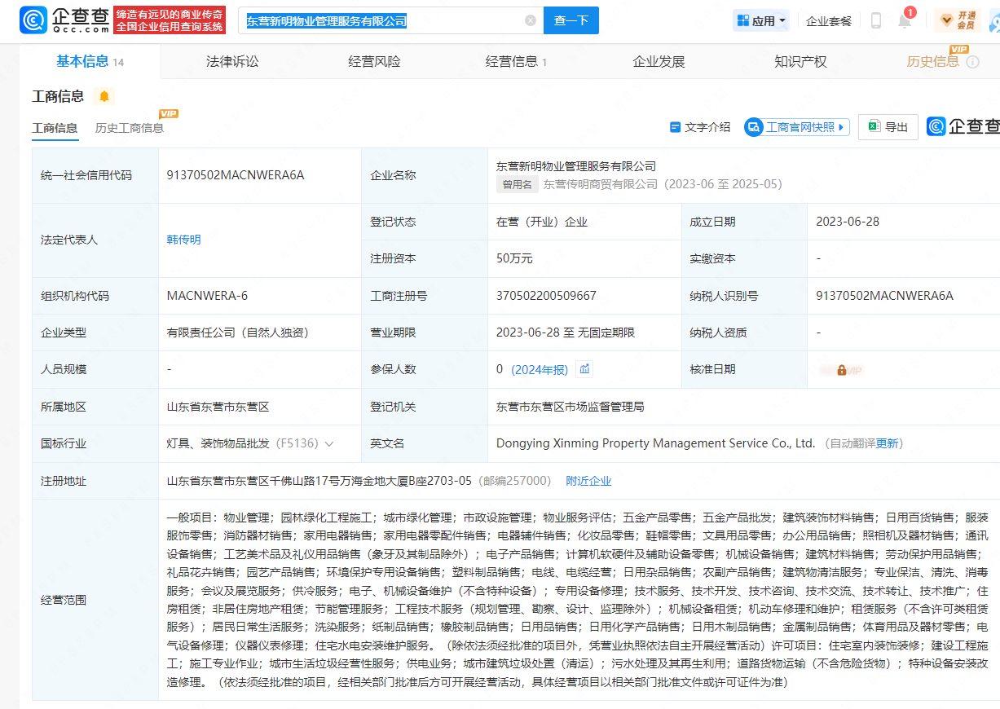 企查查
Qcc.com
缔造有远见的商业传奇
全国企业信用查询系统
东营新明物业管理服务有限公司
查一下
应用
企业套餐
1
开通
会员
基本信息 14
法律诉讼
经营风险
经营信息 1
企业发展
知识产权
历史信息
VIP
工商信息
工商信息
历史工商信息
VIP
文字介绍
工商官网快照
导出
企查查
统一社会信用代码
91370502MACNWERA6A
企业名称
东营新明物业管理服务有限公司
曾用名 东营传明商贸有限公司（2023-06 至 2025-05）
法定代表人
韩传明
登记状态
在营（开业）企业
成立日期
2023-06-28
注册资本
50万元
实缴资本
-
组织机构代码
MACNWERA-6
工商注册号
370502200509667
纳税人识别号
91370502MACNWERA6A
企业类型
有限责任公司（自然人独资）
营业期限
2023-06-28 至 无固定期限
纳税人资质
-
人员规模
-
参保人数
0 （2024年报）
核准日期
VIP
所属地区
山东省东营市东营区
登记机关
东营市东营区市场监督管理局
国标行业
灯具、装饰物品批发（F5136）
英文名
Dongying Xinming Property Management Service Co., Ltd. （自动翻译更新）
注册地址
山东省东营市东营区千佛山路17号万海金地大厦B座2703-05（邮编257000） 附近企业
经营范围
一般项目：物业管理；园林绿化工程施工；城市绿化管理；市政设施管理；物业服务评估；五金产品零售；五金产品批发；建筑装饰材料销售；日用百货销售；服装
服饰零售；消防器材销售；家用电器销售；家用电器零配件销售；电器辅件销售；化妆品零售；鞋帽零售；文具用品零售；办公用品销售；照相机及器材销售；通讯
设备销售；工艺美术品及礼仪用品销售（象牙及其制品除外）；电子产品销售；计算机软硬件及辅助设备零售；机械设备销售；建筑材料销售；劳动保护用品销售；
礼品花卉销售；园艺产品销售；环境保护专用设备销售；塑料制品销售；电线、电缆经营；日用杂品销售；农副产品销售；建筑物清洁服务；专业保洁、清洗、消毒
服务；会议及展览服务；供冷服务；电子、机械设备维护（不含特种设备）；专用设备修理；技术服务、技术开发、技术咨询、技术交流、技术转让、技术推广；住
房租赁；非居住房地产租赁；节能管理服务；工程技术服务（规划管理、勘察、设计、监理除外）；机械设备租赁；机动车修理和维护；租赁服务（不含许可类租赁
服务）；居民日常生活服务；洗染服务；纸制品销售；橡胶制品销售；日用品销售；日用化学产品销售；日用木制品销售；金属制品销售；体育用品及器材零售；电
气设备修理；仪器仪表修理；住宅水电安装维护服务。（除依法须经批准的项目外，凭营业执照依法自主开展经营活动）许可项目：住宅室内装饰装修；建设工程施
工；施工专业作业；城市生活垃圾经营性服务；供电业务；城市建筑垃圾处置（清运）；污水处理及其再生利用；道路货物运输（不含危险货物）；特种设备安装改
造修理。（依法须经批准的项目，经相关部门批准后方可开展经营活动，具体经营项目以相关部门批准文件或许可证件为准）